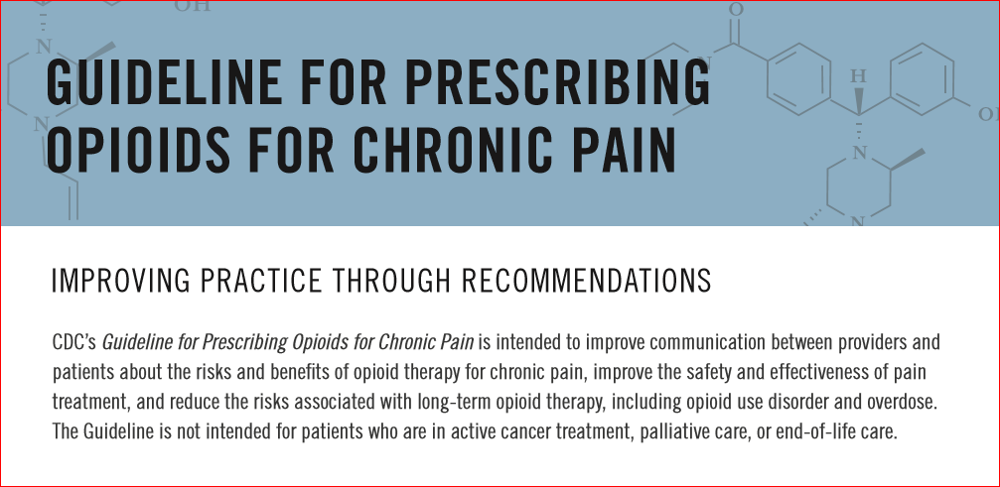 GUIDELINE FOR PRESCRIBING
OPIOIDS FOR CHRONIC PAIN
IMPROVING PRACTICE THROUGH RECOMMENDATIONS
CDC’s Guideline for Prescribing Opioids for Chronic Pain is intended to improve communication between providers and
patients about the risks and benefits of opioid therapy for chronic pain, improve the safety and effectiveness of pain
treatment, and reduce the risks associated with long-term opioid therapy, including opioid use disorder and overdose.
The Guideline is not intended for patients who are in active cancer treatment, palliative care, or end-of-life care.
OH
N
N
O
N
H
N
N